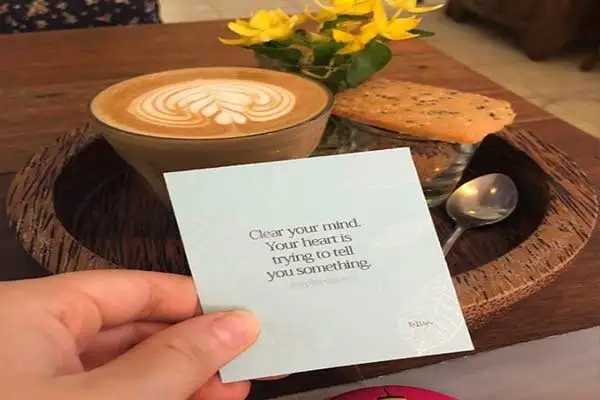 Clear your mind.
Your heart is
trying to tell
you something.